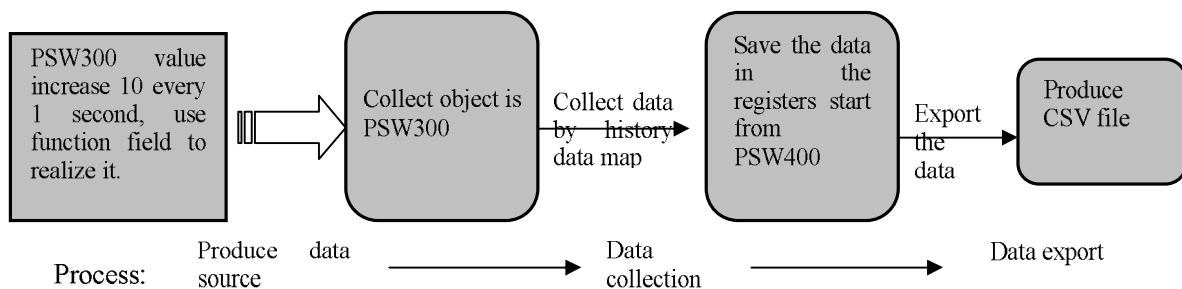 PSW300 value
increase 10 every
1 second, use
function field to
realize it.
Collect object is
PSW300
Collect data
by history
data map
Save the data
in the
registers start
from
PSW400
Export
the
data
Produce
CSV file
Process:
Produce data
source
Data
collection
Data export